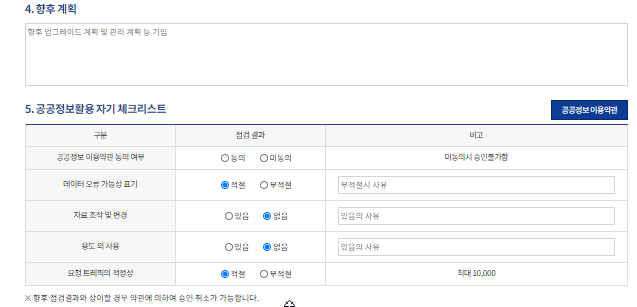 4. 향후 계획
향후 업그레이드 계획 및 관리 계획 등 기입
5. 공공정보활용 자기 체크리스트
공공정보 이용약관
구분 점검 결과 비고
공공정보 이용약관 동의 여부 동의 미동의 미동의시 승인불가함
데이터 오류 가능성 표기 적절 부적절 부적절시 사유
자료 조작 및 변경 있음 없음 있음의 사유
용도 외 사용 있음 없음 있음의 사유
요청 트래픽의 적정성 적절 부적절 최대 10,000
※ 향후 점검결과와 상이할 경우 약관에 의하여 승인 취소가 가능합니다.